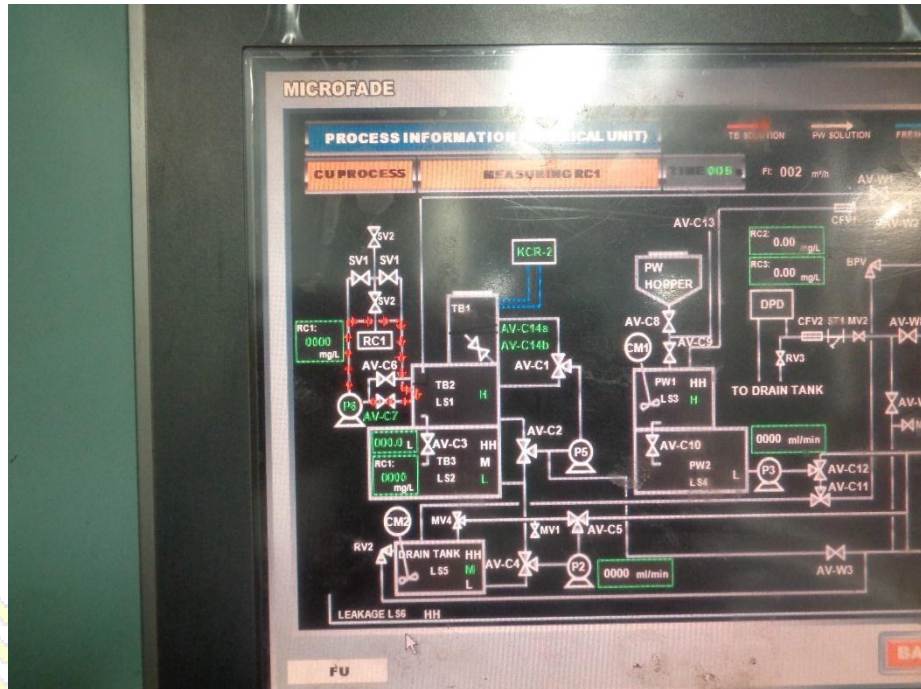 MICROFADE
PROCESS INFORMATION
UNIT)
TB SOLUTION
PW SOLUTION
CU PROCESS
MEASURING RC1
TIME
FI: 002 m³/h
AV-W1
SV2
AV-C13
CFV1
AV-W2
SV1
SV1
KCR-2
RC2:
0.00 mg/L
RC3:
0.00 mg/L
BPV
SV2
TB1
PW
HOPPER
DPD
RC1:
0000
mg/L
RC1
AV-C14a
AV-C14b
AV-C8
CFV2
ST1
MV2
AV-C6
AV-C1
CM1
AV-C9
RV3
TB2
LS1
H
PW1
HH
LS3
H
TO DRAIN TANK
AV-C7
000.0 L
AV-C3
HH
AV-C2
P5
AV-C10
0000 ml/min
RC1:
0000
mg/L
TB3
M
LS2
L
PW2
LS4
L
P3
AV-C12
AV-C11
CM2
MV4
MV1
AV-C5
RV2
DRAIN TANK
HH
LS5
M
L
AV-C4
P2
0000 ml/min
AV-W3
LEAKAGE LS6
HH
FU